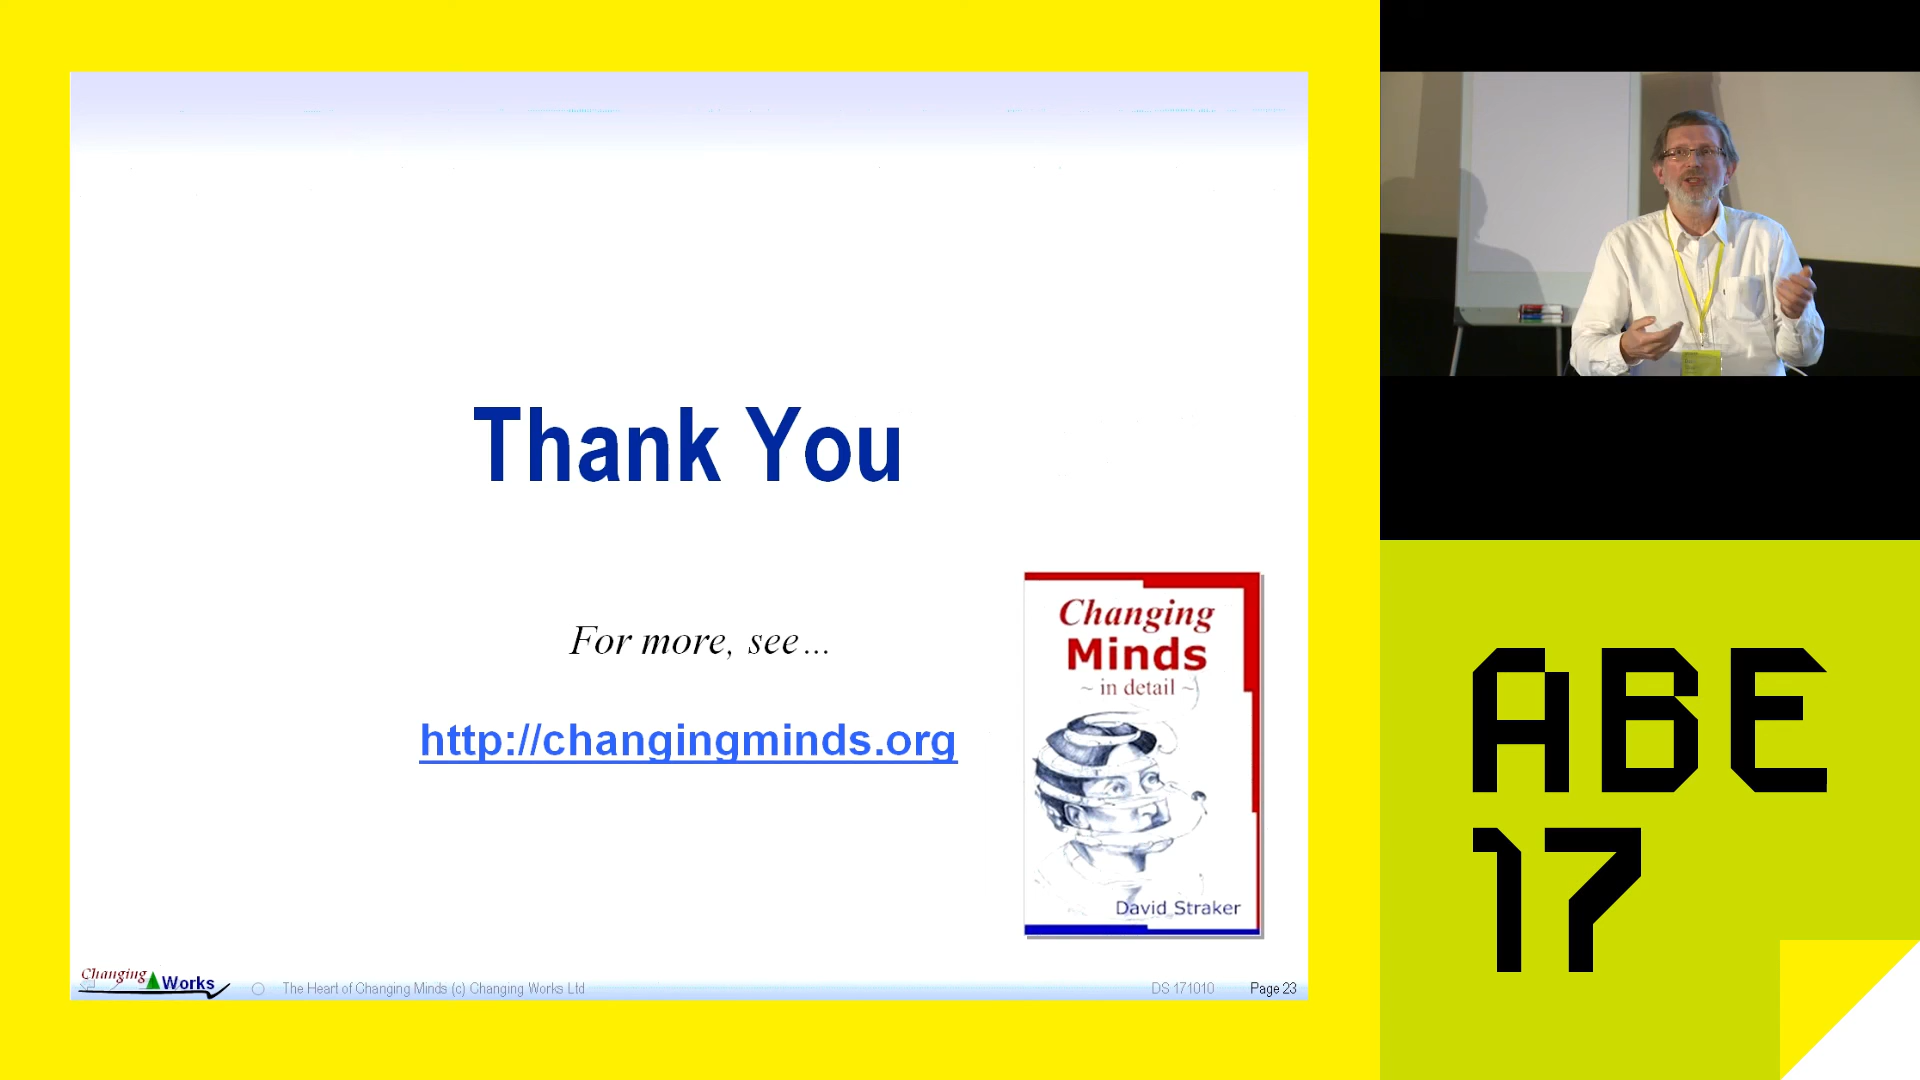 Thank You
For more, see...
http://changingminds.org
Changing
Minds
~ in detail ~
David Straker
Changing Works
The Heart of Changing Minds (c) Changing Works Ltd
DS 171010
Page 23
ABE
17